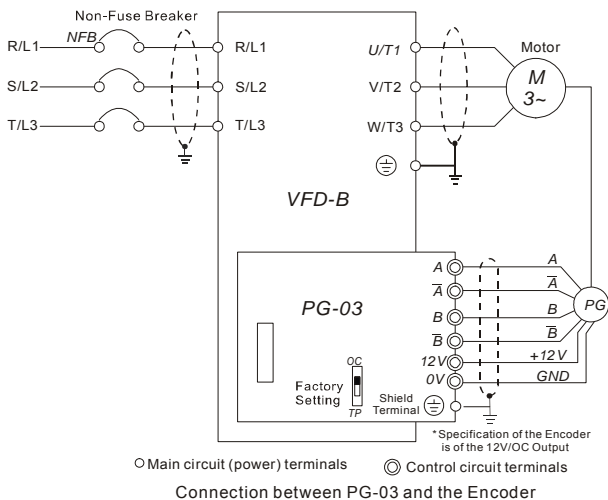 Non-Fuse Breaker
NFB
R/L1
R/L1
U/T1
Motor
S/L2
S/L2
V/T2
M
3~
T/L3
T/L3
W/T3
VFD-B
PG-03
A
A
A̅
A̅
B
B
B̅
B̅
PG
12V
+12V
0V
GND
OC
Factory
Setting
TP
Shield
Terminal
*Specification of the Encoder
is of the 12V/OC Output
Main circuit (power) terminals
Control circuit terminals
Connection between PG-03 and the Encoder